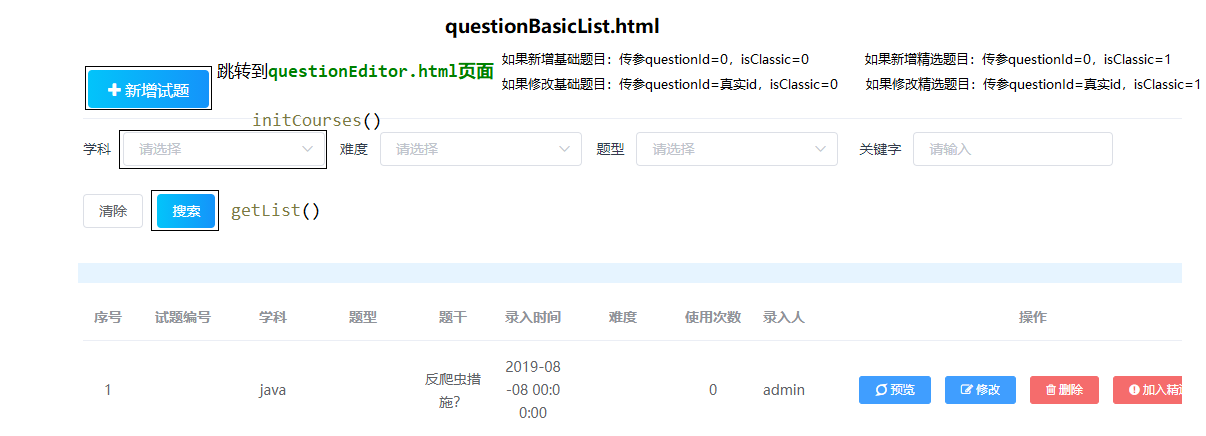 questionBasicList.html
如果新增基础题目：传参questionId=0，isClassic=0
如果新增精选题目：传参questionId=0，isClassic=1
新增试题
跳转到questionEditor.html页面
如果修改基础题目：传参questionId=真实id，isClassic=0
如果修改精选题目：传参questionId=真实id，isClassic=1
initCourses()
学科 请选择 难度 请选择 题型 请选择 关键字 请输入
清除 搜索 getList()
序号 试题编号 学科 题型 题干 录入时间 难度 使用次数 录入人 操作
1 java 反爬虫措施？ 2019-08-08 00:00:00 0 admin 预览 修改 删除 加入精